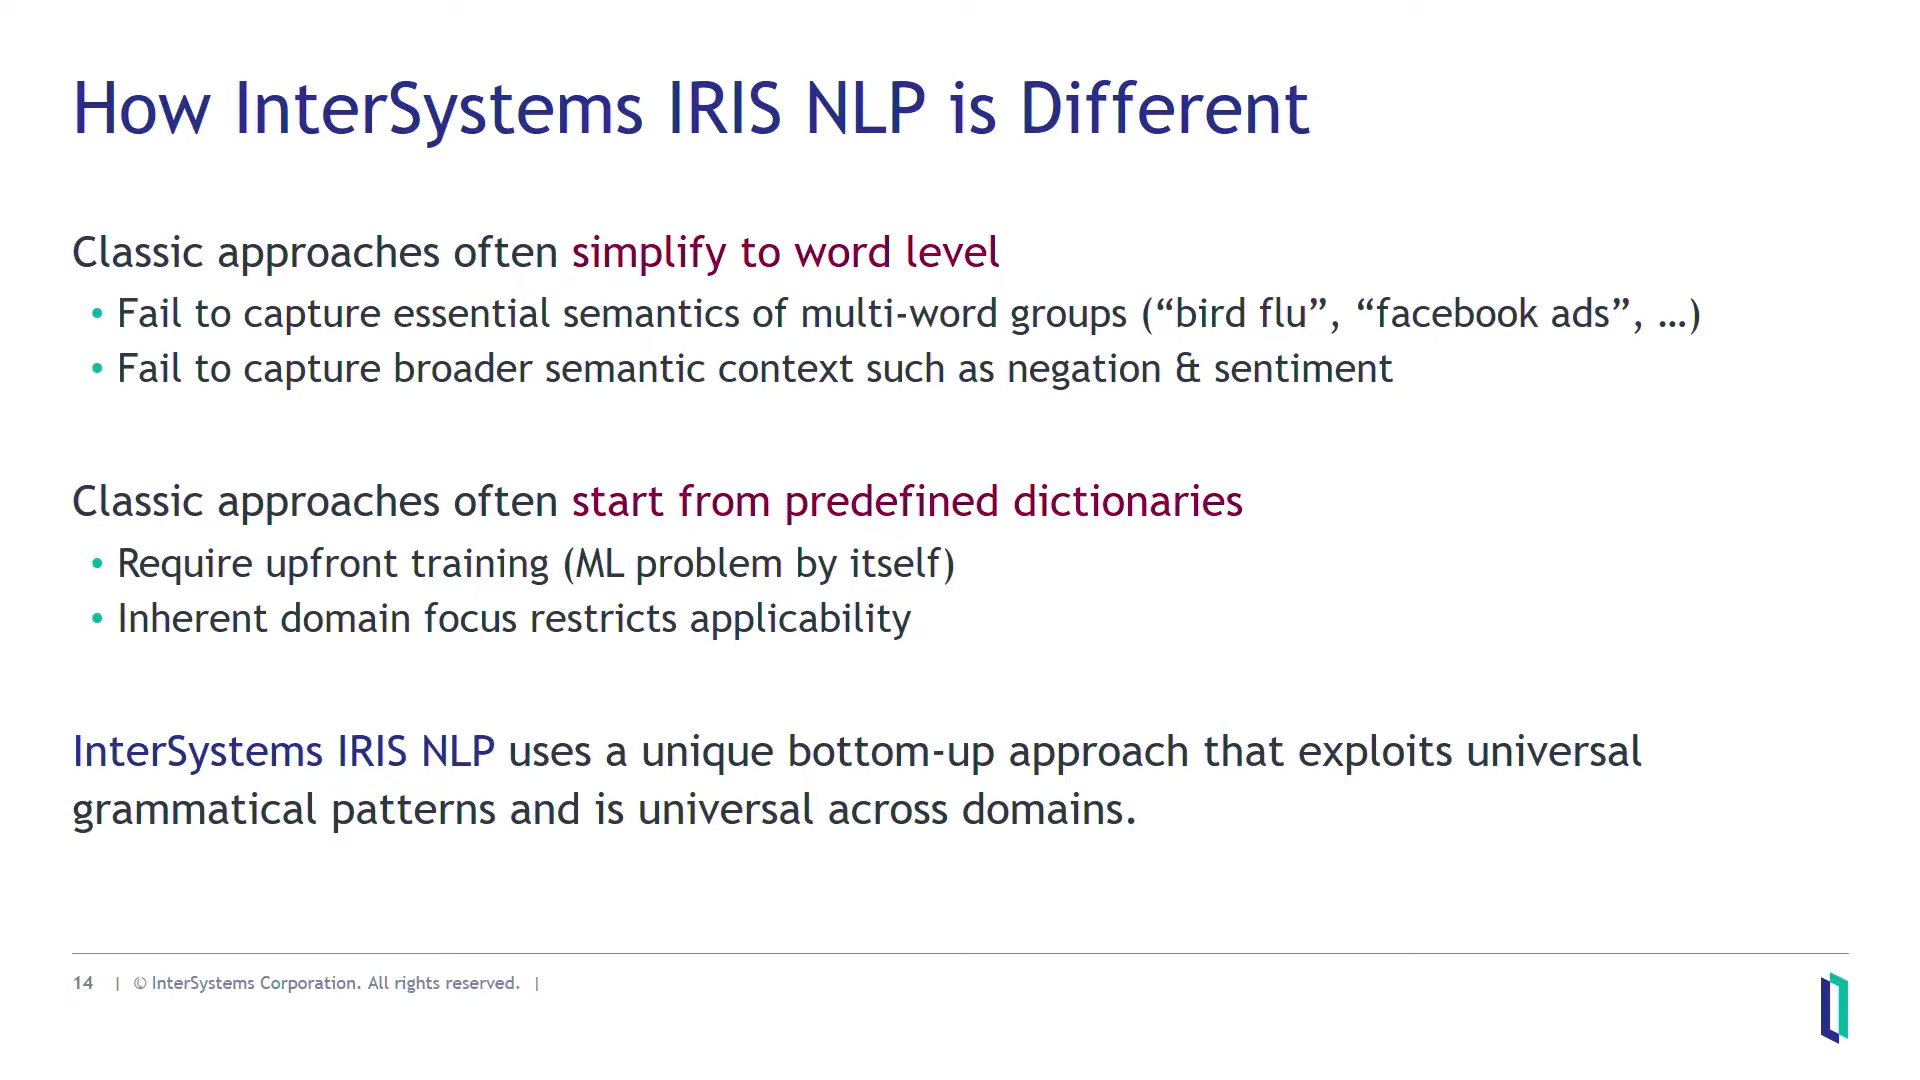 How InterSystems IRIS NLP is Different
Classic approaches often simplify to word level
• Fail to capture essential semantics of multi-word groups (“bird flu”, “facebook ads”, …)
• Fail to capture broader semantic context such as negation & sentiment
Classic approaches often start from predefined dictionaries
• Require upfront training (ML problem by itself)
• Inherent domain focus restricts applicability
InterSystems IRIS NLP uses a unique bottom-up approach that exploits universal
grammatical patterns and is universal across domains.
14 | © InterSystems Corporation. All rights reserved. |